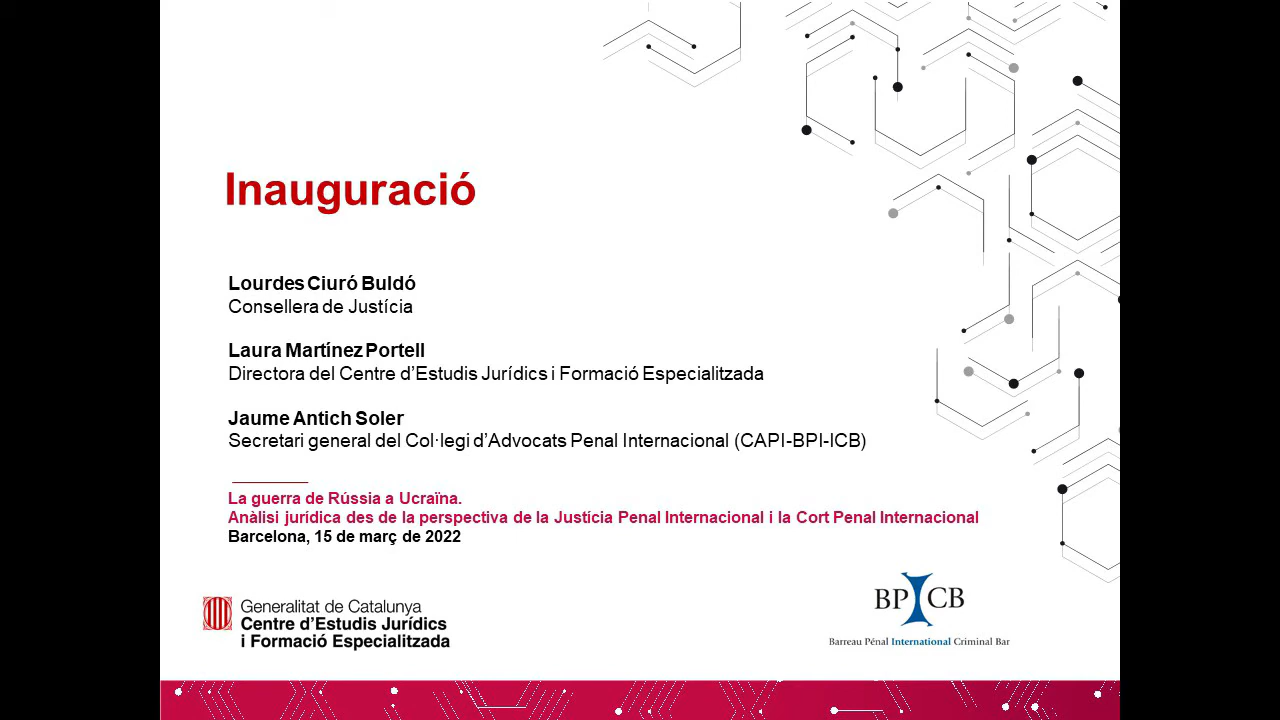 Inauguració
Lourdes Ciuró Buldó
Consellera de Justícia
Laura Martínez Portell
Directora del Centre d’Estudis Jurídics i Formació Especialitzada
Jaume Antich Soler
Secretari general del Col·legi d’Advocats Penal Internacional (CAPI-BPI-ICB)
La guerra de Rússia a Ucraïna.
Anàlisi jurídica des de la perspectiva de la Justícia Penal Internacional i la Cort Penal Internacional
Barcelona, 15 de març de 2022
Generalitat de Catalunya
Centre d’Estudis Jurídics
i Formació Especialitzada
BPICB
Barreau Pénal International Criminal Bar